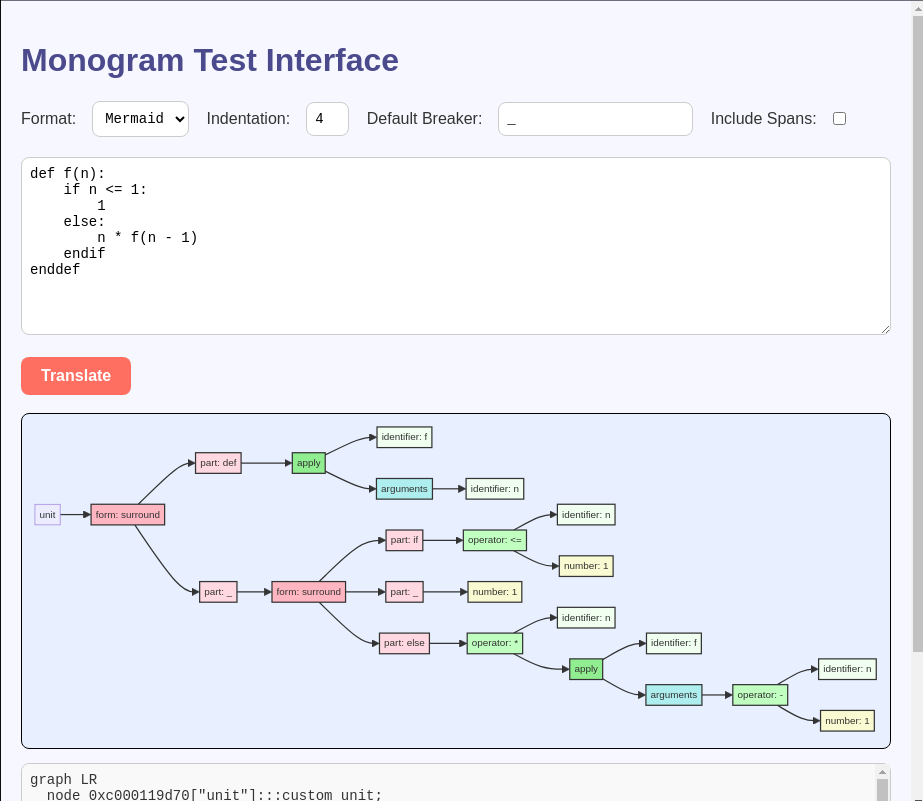 Monogram Test Interface
Format: Mermaid Indentation: 4 Default Breaker: _ Include Spans:
def f(n):
    if n <= 1:
        1
    else:
        n * f(n - 1)
    endif
enddef
Translate
identifier: f
part: def apply
arguments identifier: n
unit form: surround
identifier: n
part: if operator: <=
number: 1
part: _ form: surround part: _ number: 1
identifier: n
part: else operator: * identifier: f
apply identifier: n
arguments operator: -
number: 1
graph LR
  node_0xc000119d70["unit"]:::custom_unit;